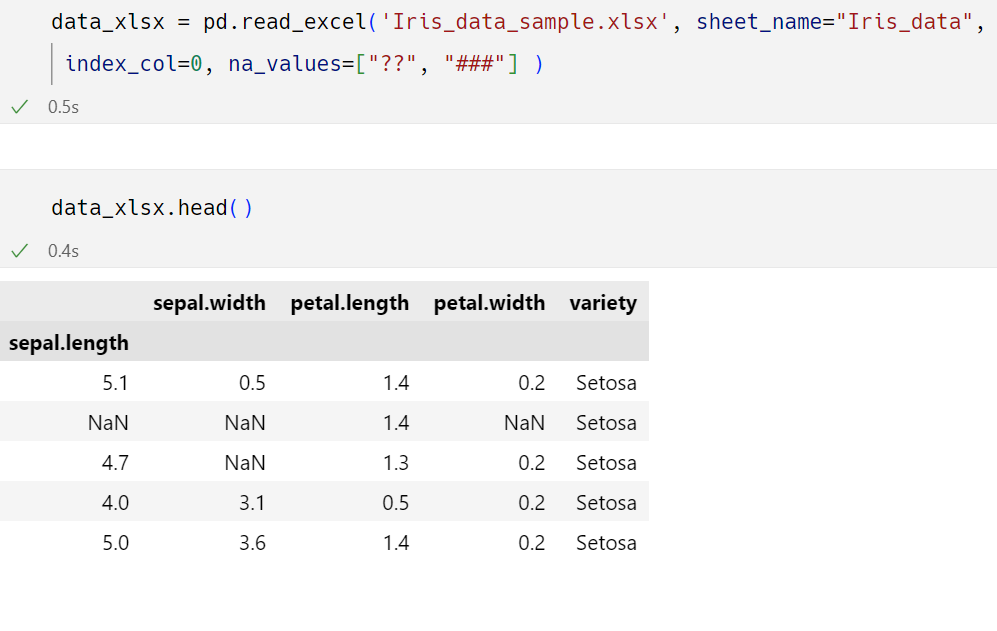 data_xlsx = pd.read_excel('Iris_data_sample.xlsx', sheet_name="Iris_data",
index_col=0, na_values=["??", "###"] )
0.5s
data_xlsx.head()
0.4s
sepal.width petal.length petal.width variety
sepal.length
5.1 0.5 1.4 0.2 Setosa
NaN NaN 1.4 NaN Setosa
4.7 NaN 1.3 0.2 Setosa
4.0 3.1 0.5 0.2 Setosa
5.0 3.6 1.4 0.2 Setosa